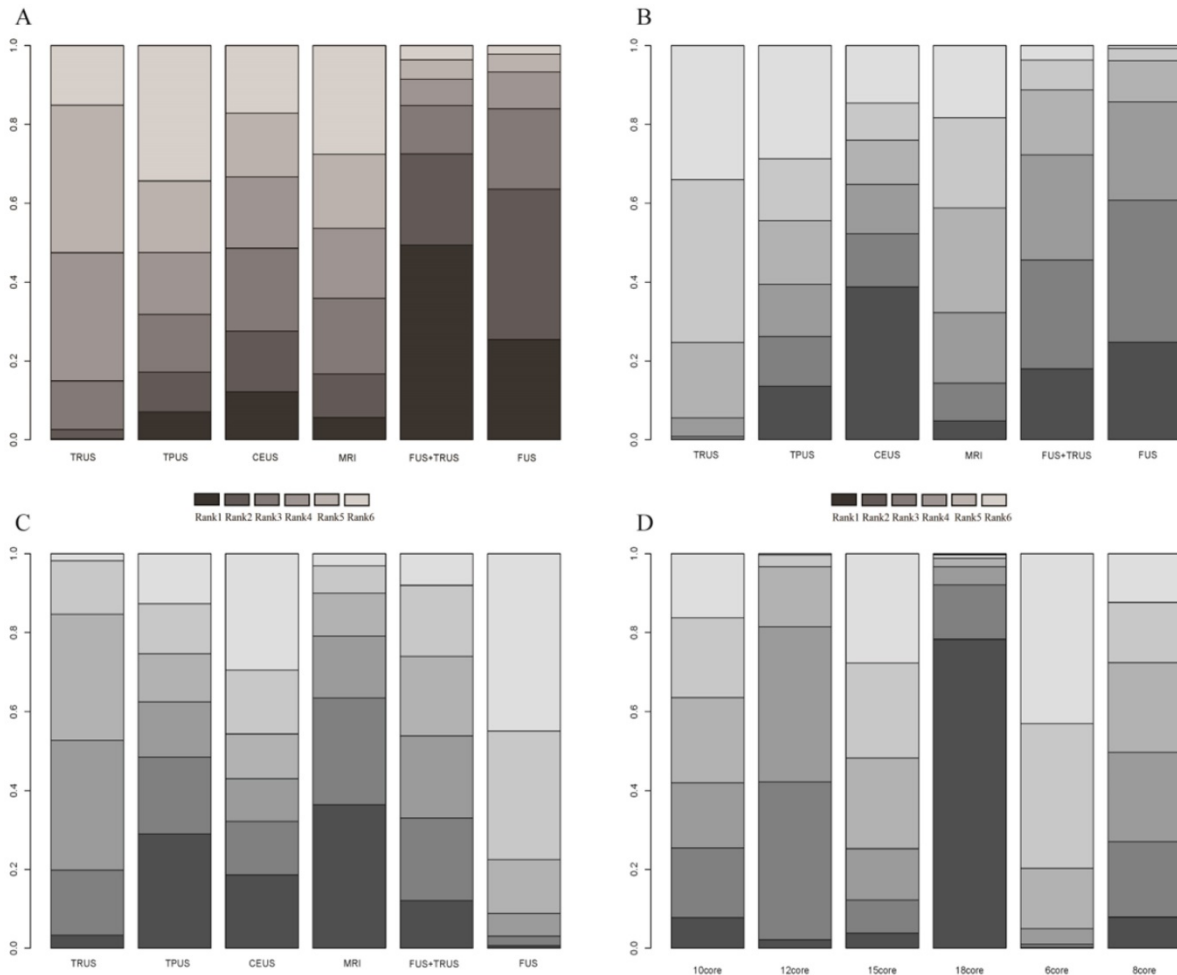 A
B
1.0
0.8
0.6
0.4
0.2
0.0
TRUS TPUS CEUS MRI FUS+TRUS FUS
1.0
0.8
0.6
0.4
0.2
0.0
TRUS TPUS CEUS MRI FUS+TRUS FUS
Rank1 Rank2 Rank3 Rank4 Rank5 Rank6
Rank1 Rank2 Rank3 Rank4 Rank5 Rank6
C
D
1.0
0.8
0.6
0.4
0.2
0.0
TRUS TPUS CEUS MRI FUS+TRUS FUS
1.0
0.8
0.6
0.4
0.2
0.0
10core 12core 15core 18core 6core 8core